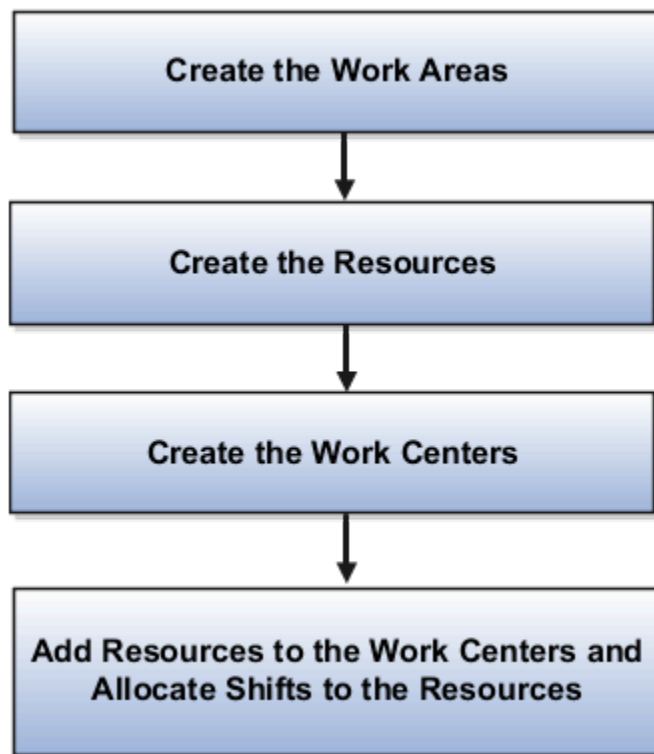 Create the Work Areas
Create the Resources
Create the Work Centers
Add Resources to the Work Centers and
Allocate Shifts to the Resources